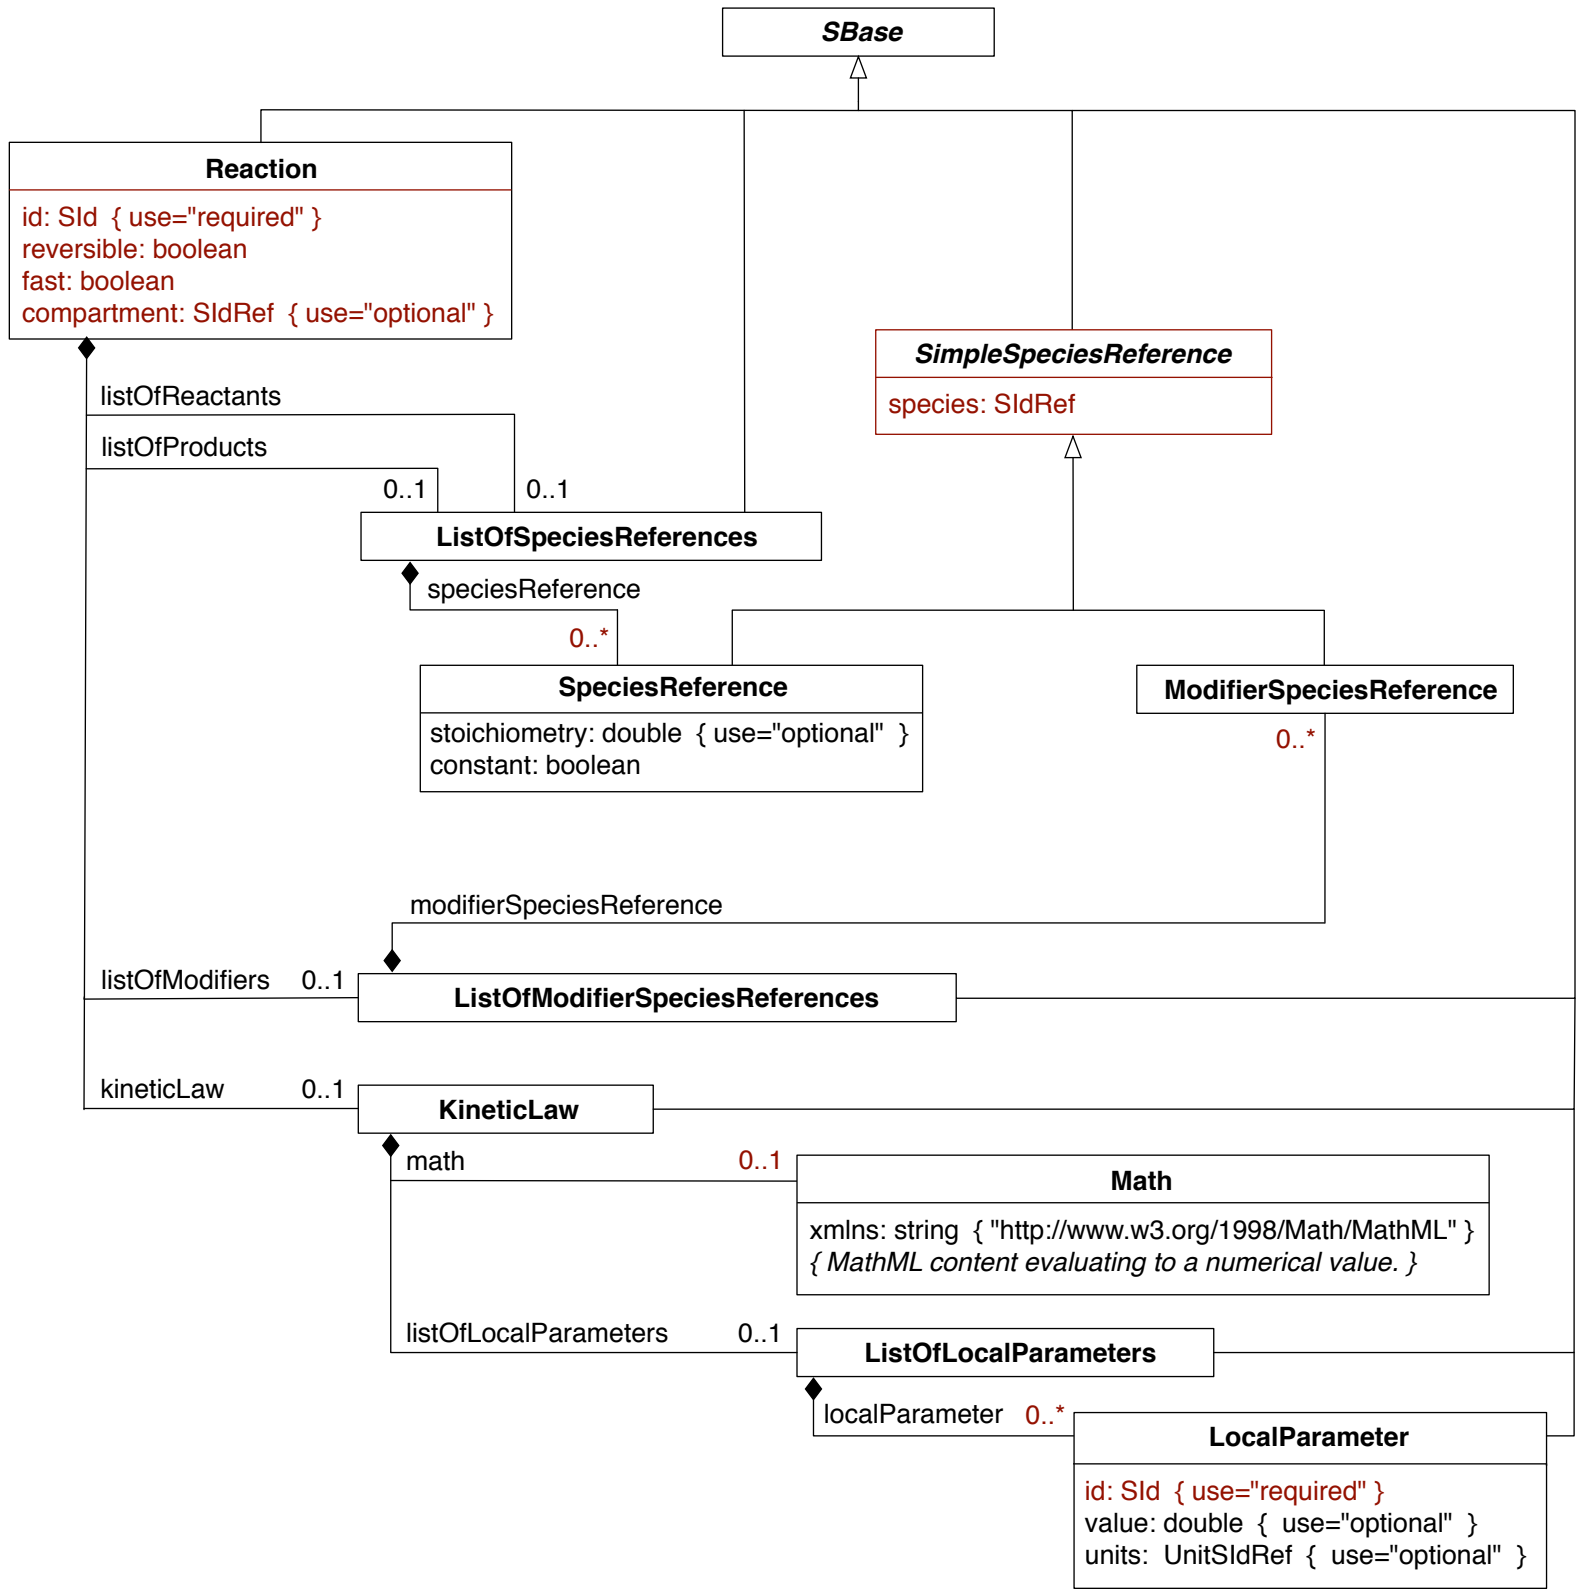 SBase
Reaction
id: SId { use="required" }
reversible: boolean
fast: boolean
compartment: SIdRef { use="optional" }
SimpleSpeciesReference
species: SIdRef
listOfReactants
listOfProducts
0..1
0..1
ListOfSpeciesReferences
speciesReference
0..*
SpeciesReference
stoichiometry: double { use="optional" }
constant: boolean
ModifierSpeciesReference
0..*
modifierSpeciesReference
listOfModifiers
0..1
ListOfModifierSpeciesReferences
kineticLaw
0..1
KineticLaw
math
0..1
Math
xmlns: string { "http://www.w3.org/1998/Math/MathML" }
{ MathML content evaluating to a numerical value. }
listOfLocalParameters
0..1
ListOfLocalParameters
localParameter
0..*
LocalParameter
id: SId { use="required" }
value: double { use="optional" }
units: UnitSIdRef { use="optional" }